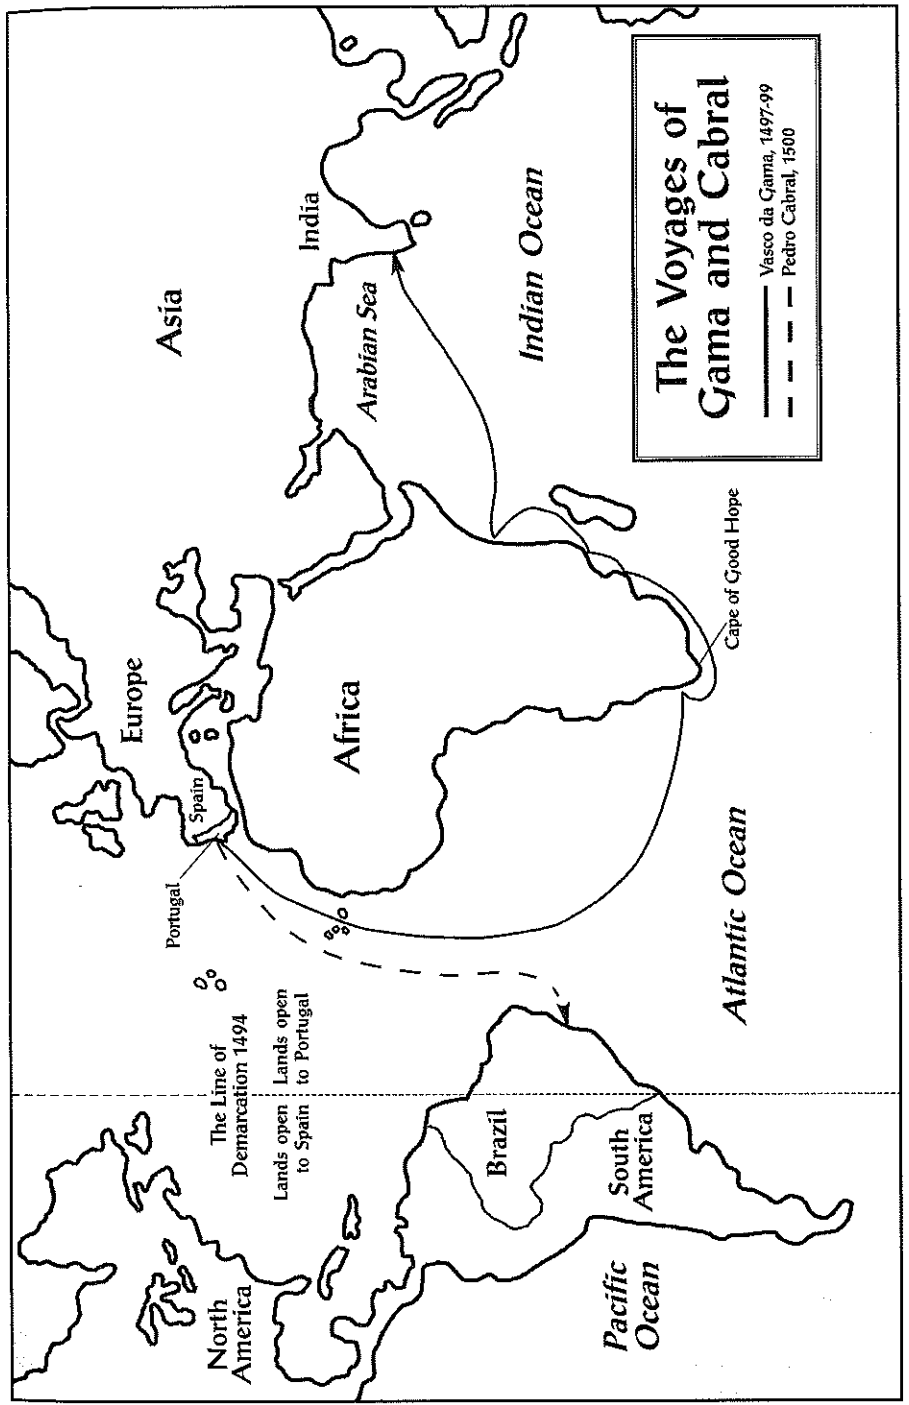 The Voyages of
Gama and Cabral
Vasco da Gama, 1497-99
Pedro Cabral, 1500
North
America
The Line of
Demarcation 1494
Lands open
to Spain
Lands open
to Portugal
Portugal
Spain
Europe
Asia
Africa
India
Arabian Sea
Indian Ocean
Cape of Good Hope
Atlantic Ocean
Brazil
South
America
Pacific
Ocean